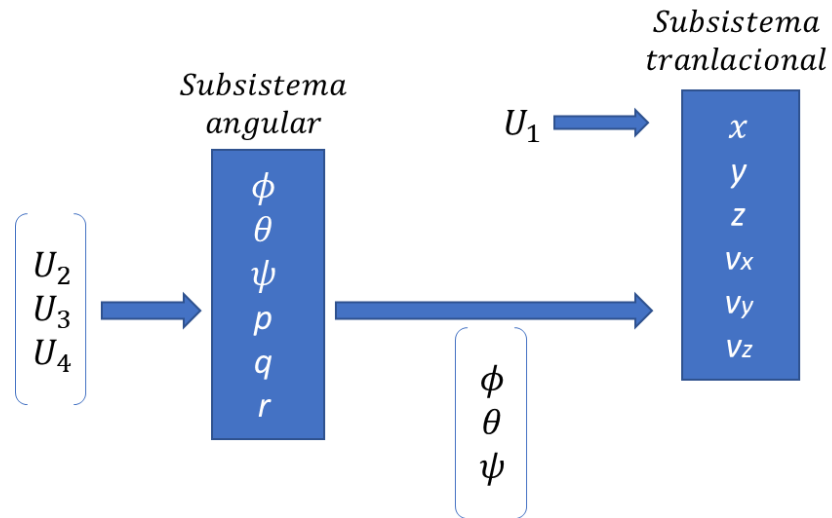 Subsistema
angular
ϕ
θ
ψ
p
q
r
U₂
U₃
U₄
ϕ
θ
ψ
U₁
Subsistema
tranlacional
x
y
z
vx
vy
vz